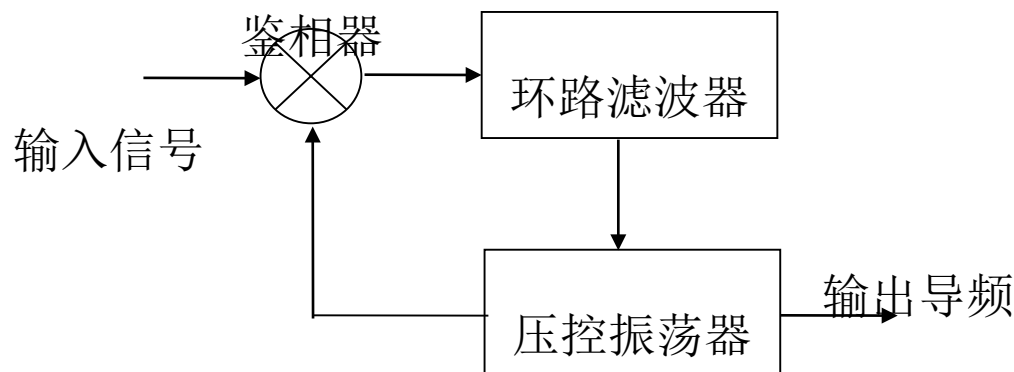 鉴相器
环路滤波器
输入信号
输出导频
压控振荡器